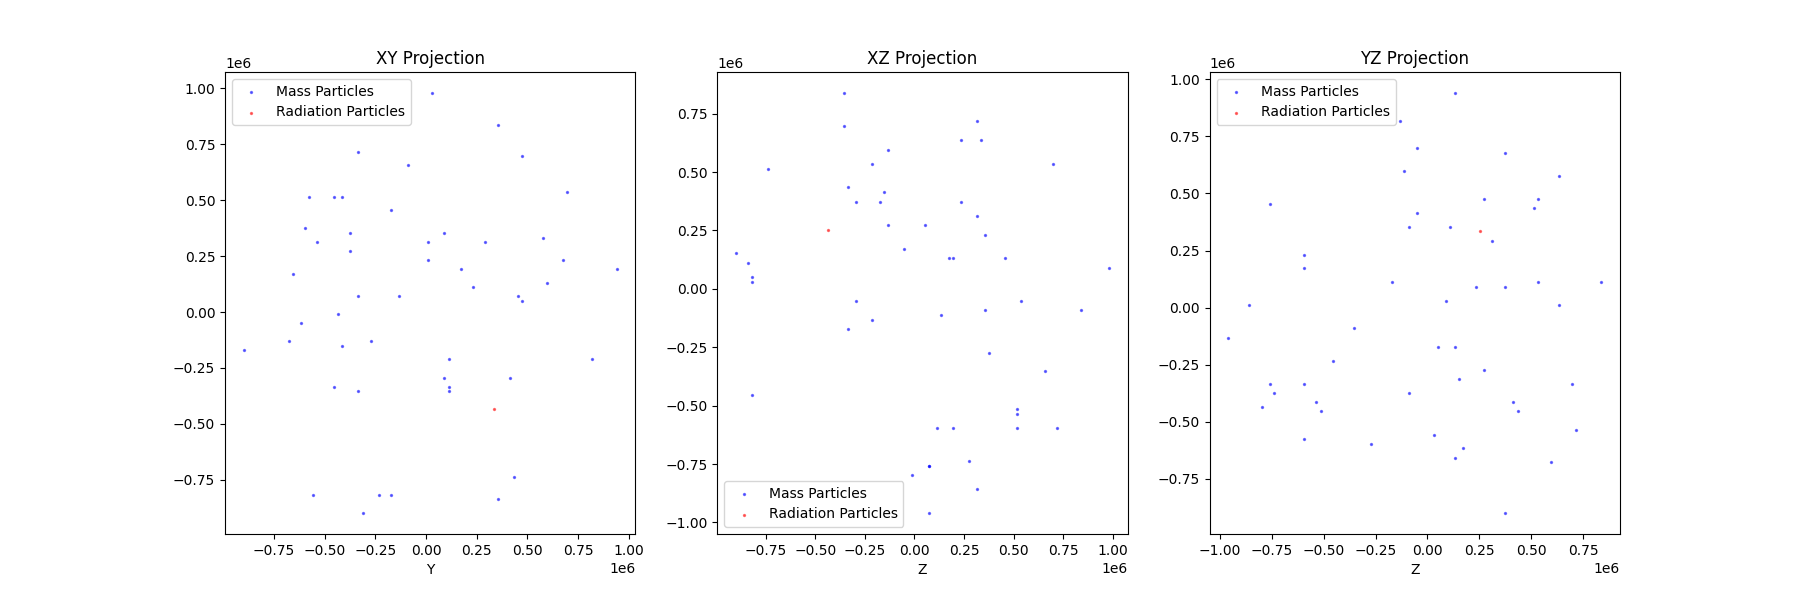 XY Projection
1e6
Mass Particles
Radiation Particles
1.00
0.75
0.50
0.25
0.00
−0.25
−0.50
−0.75
−0.75 −0.50 −0.25 0.00 0.25 0.50 0.75 1.00
Y
1e6
XZ Projection
1e6
0.75
0.50
0.25
0.00
−0.25
−0.50
−0.75
−1.00
Mass Particles
Radiation Particles
−0.75 −0.50 −0.25 0.00 0.25 0.50 0.75 1.00
Z
1e6
YZ Projection
1e6
Mass Particles
Radiation Particles
1.00
0.75
0.50
0.25
0.00
−0.25
−0.50
−0.75
−1.00 −0.75 −0.50 −0.25 0.00 0.25 0.50 0.75
Z
1e6